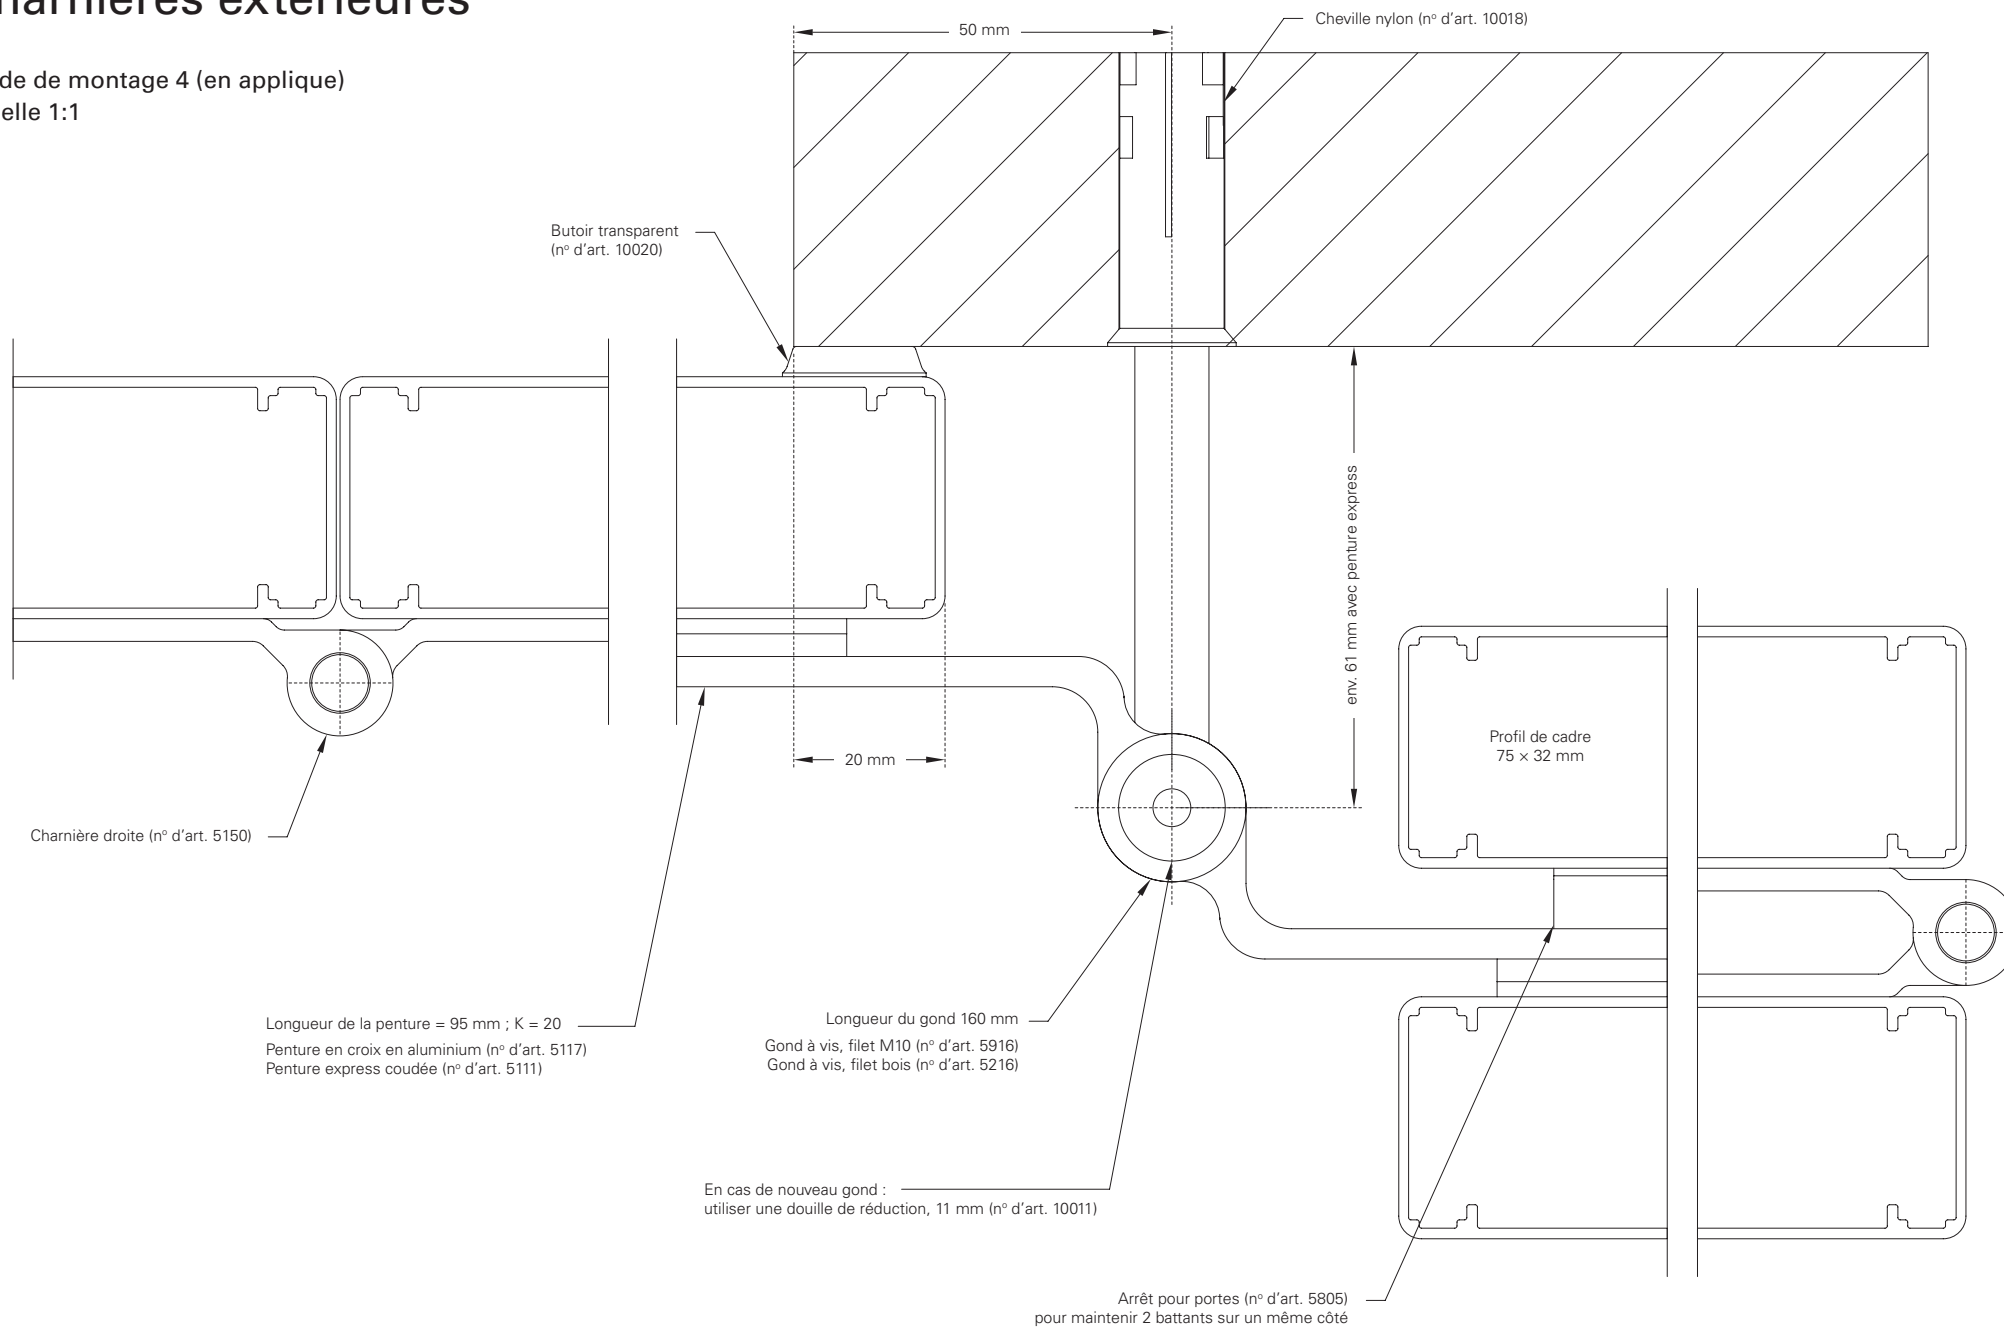 harnières extérieures
de de montage 4 (en applique)
elle 1:1
50 mm
Cheville nylon (nº d'art. 10018)
Butoir transparent
(nº d'art. 10020)
env. 61 mm avec penture express
Profil de cadre
75 × 32 mm
20 mm
Charnière droite (nº d'art. 5150)
Longueur de la penture = 95 mm ; K = 20
Penture en croix en aluminium (nº d'art. 5117)
Penture express coudée (nº d'art. 5111)
Longueur du gond 160 mm
Gond à vis, filet M10 (nº d'art. 5916)
Gond à vis, filet bois (nº d'art. 5216)
En cas de nouveau gond :
utiliser une douille de réduction, 11 mm (nº d'art. 10011)
Arrêt pour portes (nº d'art. 5805)
pour maintenir 2 battants sur un même côté